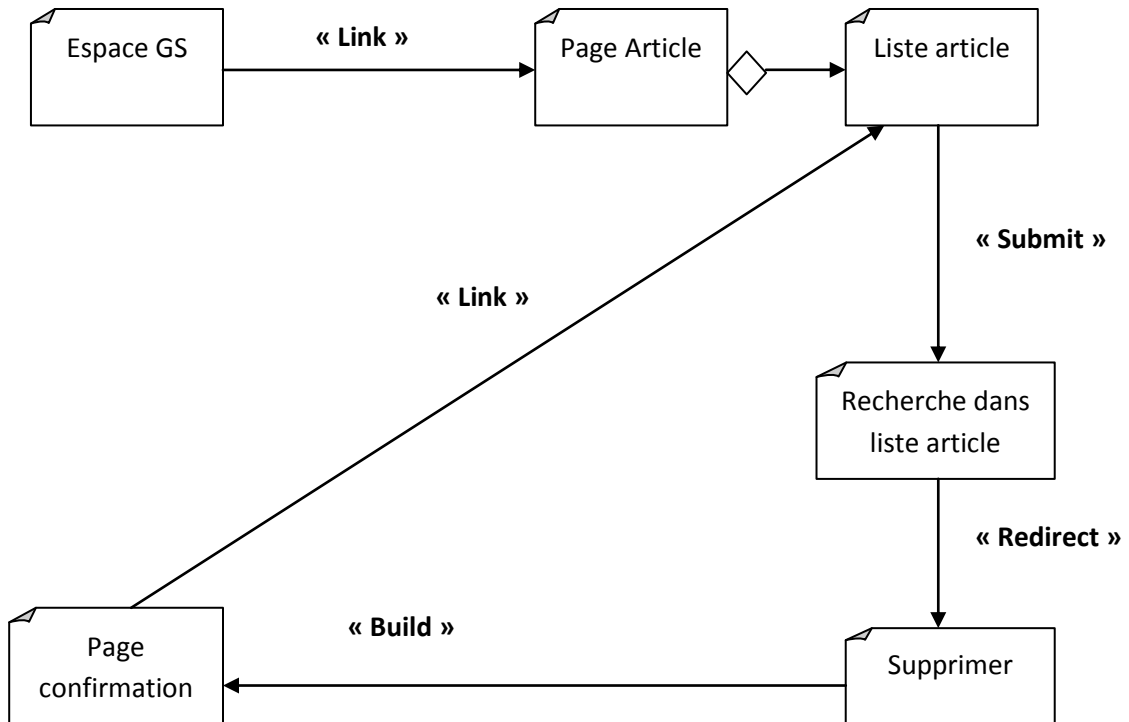 Espace GS
« Link »
Page Article
Liste article
« Submit »
« Link »
Recherche dans
liste article
« Redirect »
« Build »
Page
confirmation
Supprimer